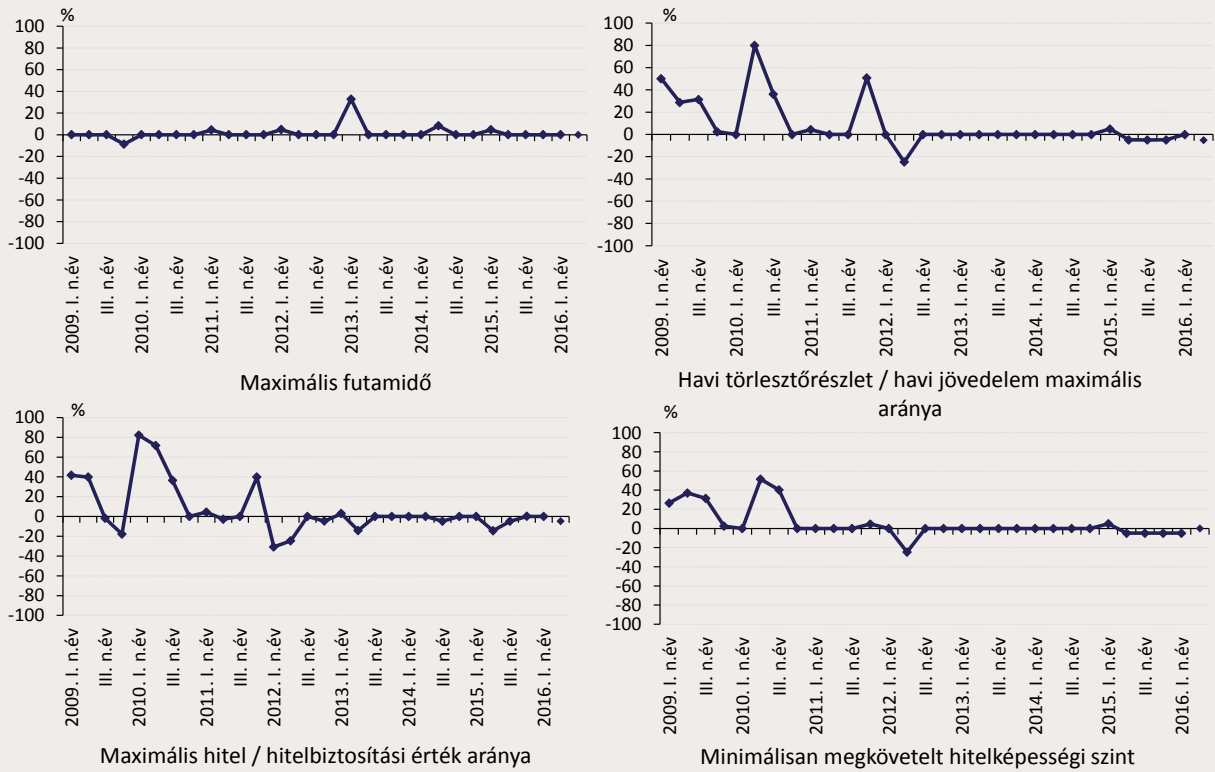 %
100
80
60
40
20
0
-20
-40
-60
-80
-100
2009. I. n.év
III. n.év
2010. I. n.év
III. n.év
2011. I. n.év
III. n.év
2012. I. n.év
III. n.év
2013. I. n.év
III. n.év
2014. I. n.év
III. n.év
2015. I. n.év
III. n.év
2016. I. n.év
Maximális futamidő
%
100
80
60
40
20
0
-20
-40
-60
-80
-100
2009. I. n.év
III. n.év
2010. I. n.év
III. n.év
2011. I. n.év
III. n.év
2012. I. n.év
III. n.év
2013. I. n.év
III. n.év
2014. I. n.év
III. n.év
2015. I. n.év
III. n.év
2016. I. n.év
Havi törlesztőrészlet / havi jövedelem maximális
aránya
%
100
80
60
40
20
0
-20
-40
-60
-80
-100
2009. I. n.év
III. n.év
2010. I. n.év
III. n.év
2011. I. n.év
III. n.év
2012. I. n.év
III. n.év
2013. I. n.év
III. n.év
2014. I. n.év
III. n.év
2015. I. n.év
III. n.év
2016. I. n.év
Maximális hitel / hitelbiztosítási érték aránya
%
100
80
60
40
20
0
-20
-40
-60
-80
-100
2009. I. n.év
III. n.év
2010. I. n.év
III. n.év
2011. I. n.év
III. n.év
2012. I. n.év
III. n.év
2013. I. n.év
III. n.év
2014. I. n.év
III. n.év
2015. I. n.év
III. n.év
2016. I. n.év
Minimálisan megkövetelt hitelképességi szint